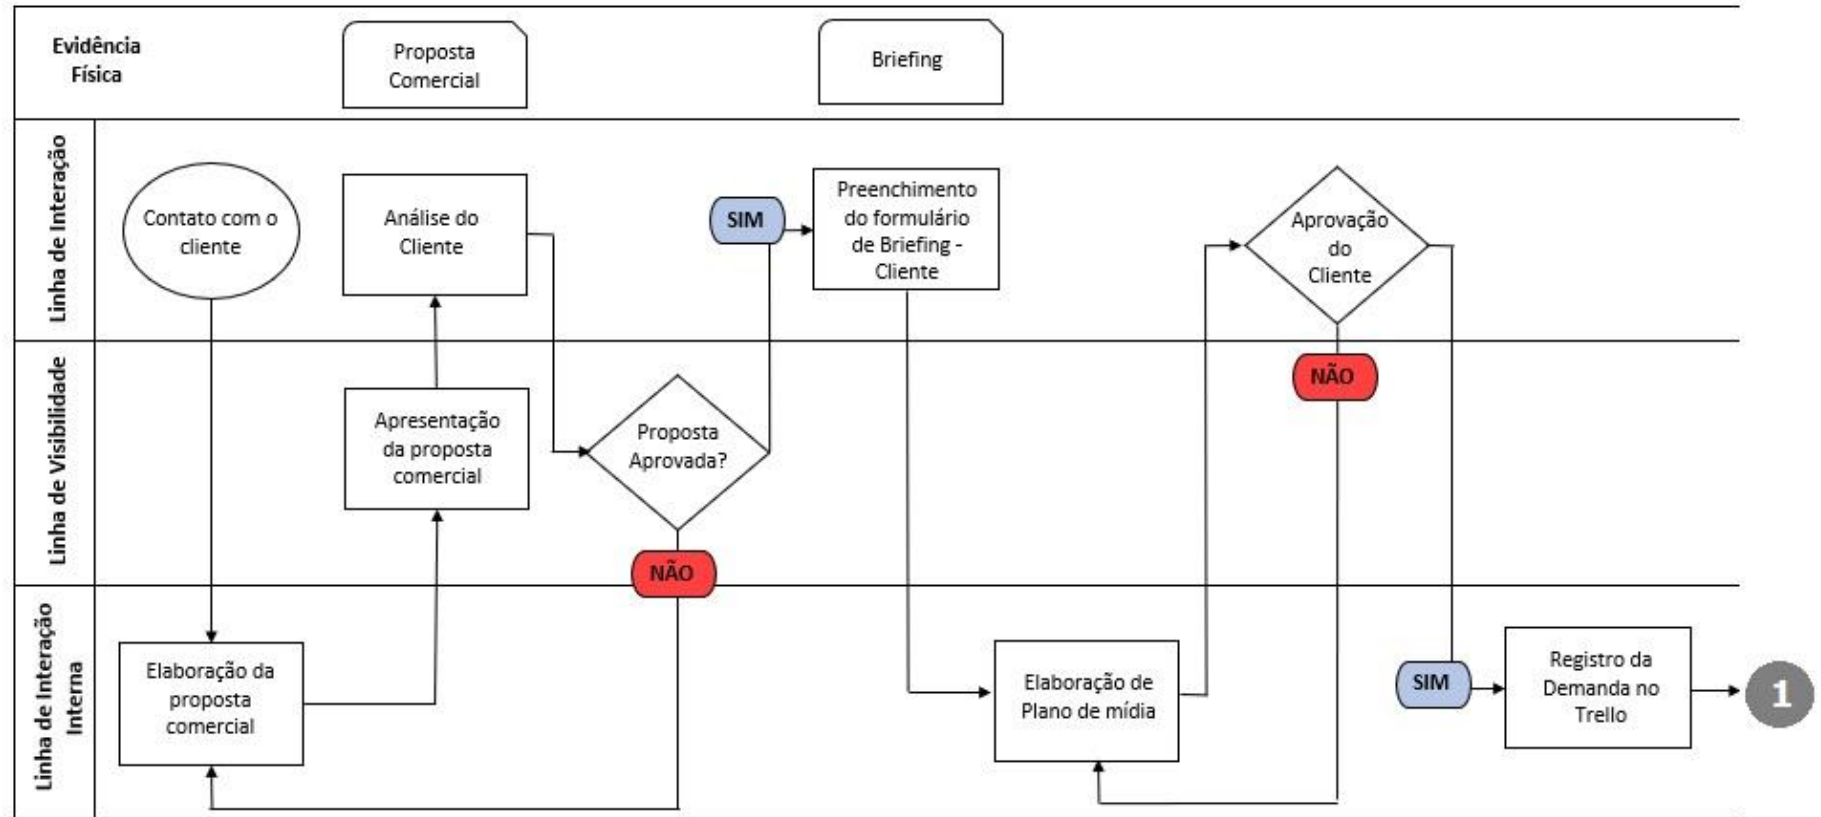 Evidência
Física
Proposta
Comercial
Briefing
Linha de Interação
Contato com o
cliente
Análise do
Cliente
SIM
Preenchimento
do formulário
de Briefing -
Cliente
Aprovação
do
Cliente
Linha de Visibilidade
Apresentação
da proposta
comercial
Proposta
Aprovada?
NÃO
NÃO
Linha de Interação
Interna
Elaboração da
proposta
comercial
Elaboração de
Plano de mídia
SIM
Registro da
Demanda no
Trello
1